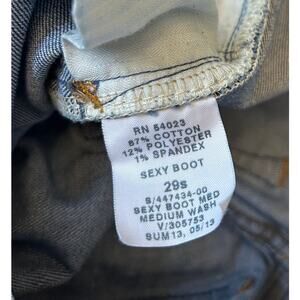 RN 54023
87% COTTON
12% POLYESTER
1% SPANDEX
SEXY BOOT
29s
S/447434-00
SEXY BOOT MED
MEDIUM WASH
V/305753
SUM13, 05/13